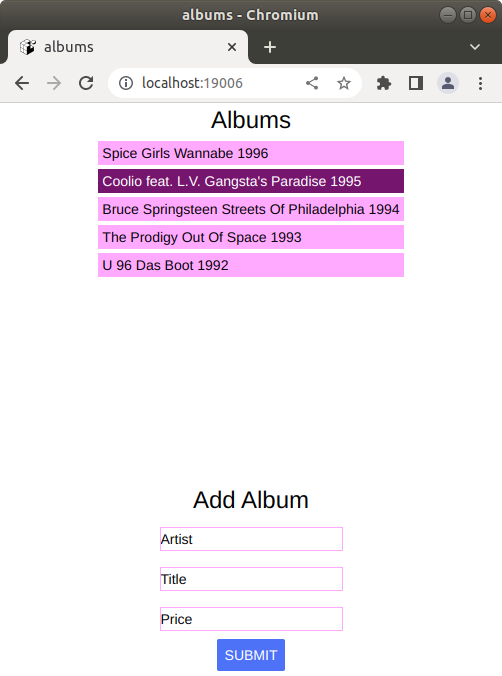 albums - Chromium
albums
localhost:19006
Albums
Spice Girls Wannabe 1996
Coolio feat. L.V. Gangsta's Paradise 1995
Bruce Springsteen Streets Of Philadelphia 1994
The Prodigy Out Of Space 1993
U 96 Das Boot 1992
Add Album
Artist
Title
Price
SUBMIT